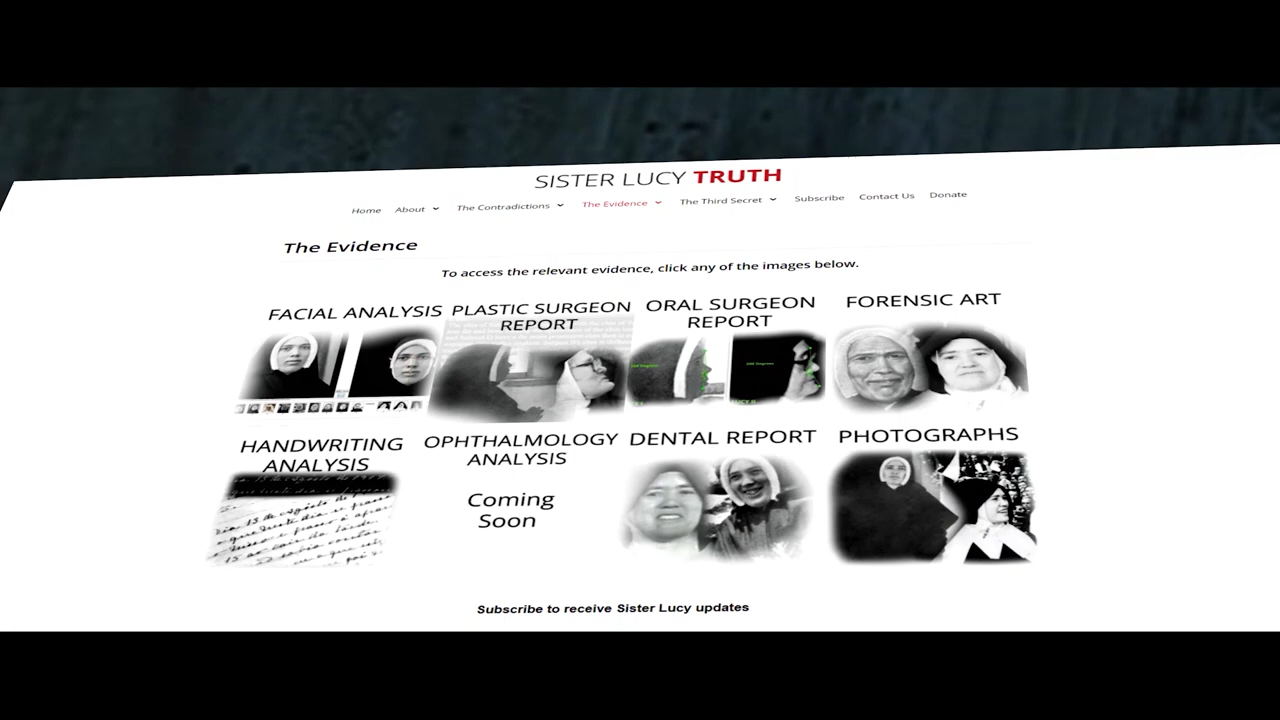 SISTER LUCY TRUTH
Home About The Contradictions The Evidence The Third Secret Subscribe Contact Us Donate
The Evidence
To access the relevant evidence, click any of the images below.
FACIAL ANALYSIS
PLASTIC SURGEON
REPORT
ORAL SURGEON
REPORT
FORENSIC ART
HANDWRITING
ANALYSIS
OPHTHALMOLOGY
ANALYSIS
Coming
Soon
DENTAL REPORT
PHOTOGRAPHS
Subscribe to receive Sister Lucy updates